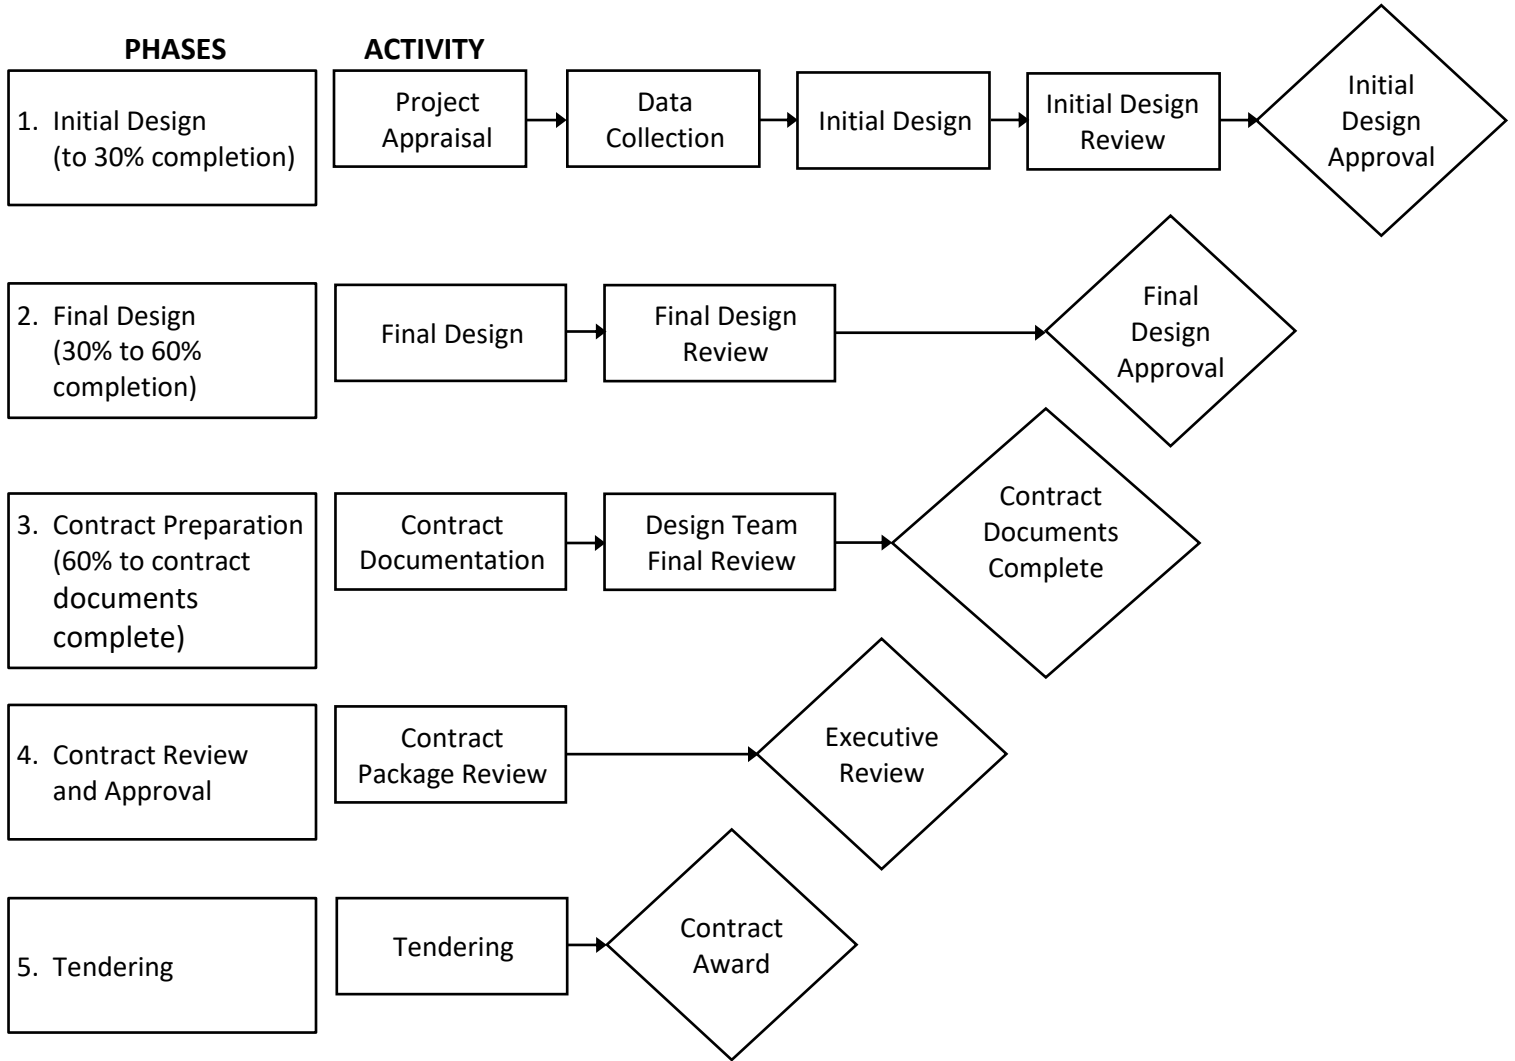 PHASES
ACTIVITY
1. Initial Design
(to 30% completion)
Project
Appraisal
Data
Collection
Initial Design
Initial Design
Review
Initial
Design
Approval
2. Final Design
(30% to 60%
completion)
Final Design
Final Design
Review
Final
Design
Approval
3. Contract Preparation
(60% to contract
documents
complete)
Contract
Documentation
Design Team
Final Review
Contract
Documents
Complete
4. Contract Review
and Approval
Contract
Package Review
Executive
Review
5. Tendering
Tendering
Contract
Award